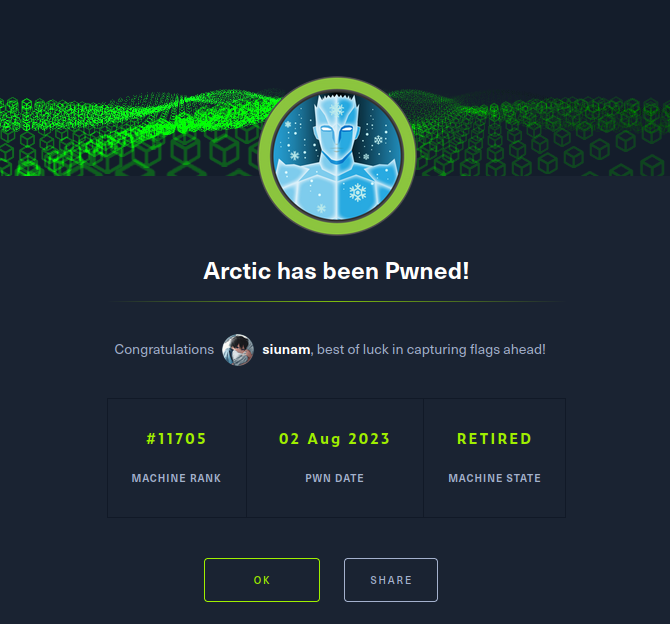 Arctic has been Pwned!
Congratulations siunam, best of luck in capturing flags ahead!
#11705 02 Aug 2023 RETIRED
MACHINE RANK PWN DATE MACHINE STATE
OK SHARE